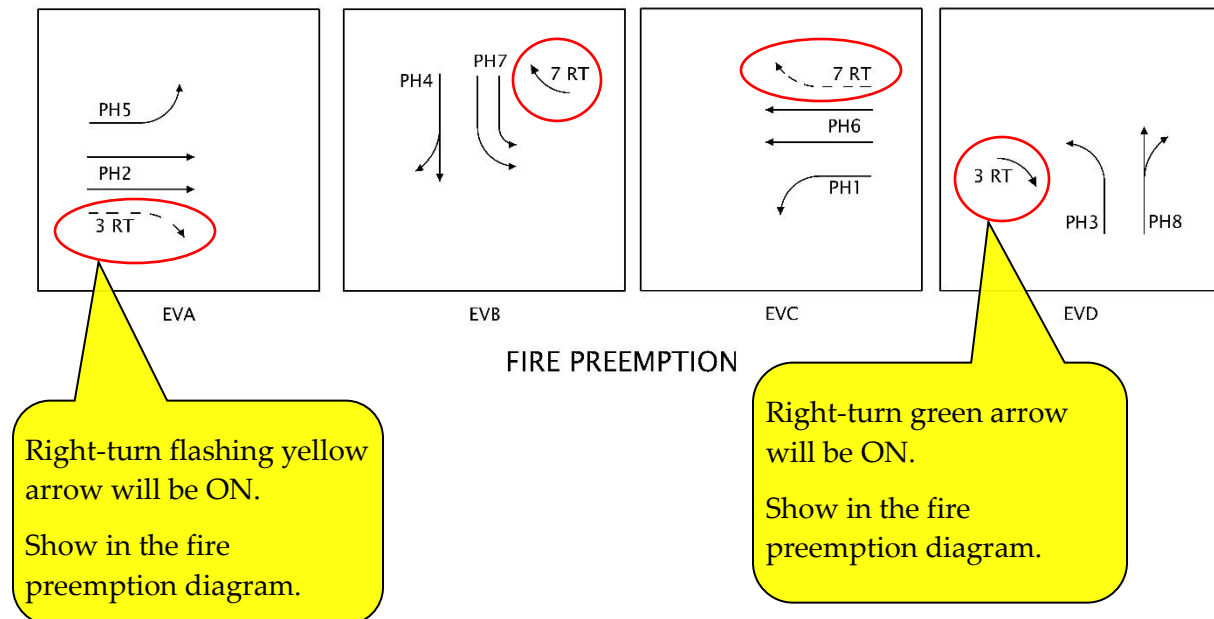 PH5
PH2
3 RT
EVA
PH4
PH7
7 RT
EVB
7 RT
PH6
PH1
EVC
3 RT
PH3
PH8
EVD
FIRE PREEMPTION
Right-turn flashing yellow
arrow will be ON.
Show in the fire
preemption diagram.
Right-turn green arrow
will be ON.
Show in the fire
preemption diagram.